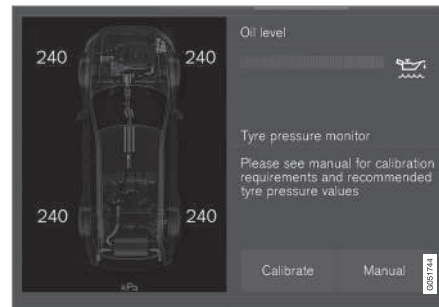 Oil level
240 240
Tyre pressure monitor
Please see manual for calibration
requirements and recommended
tyre pressure values
240 240
Calibrate Manual
kPa
G051744